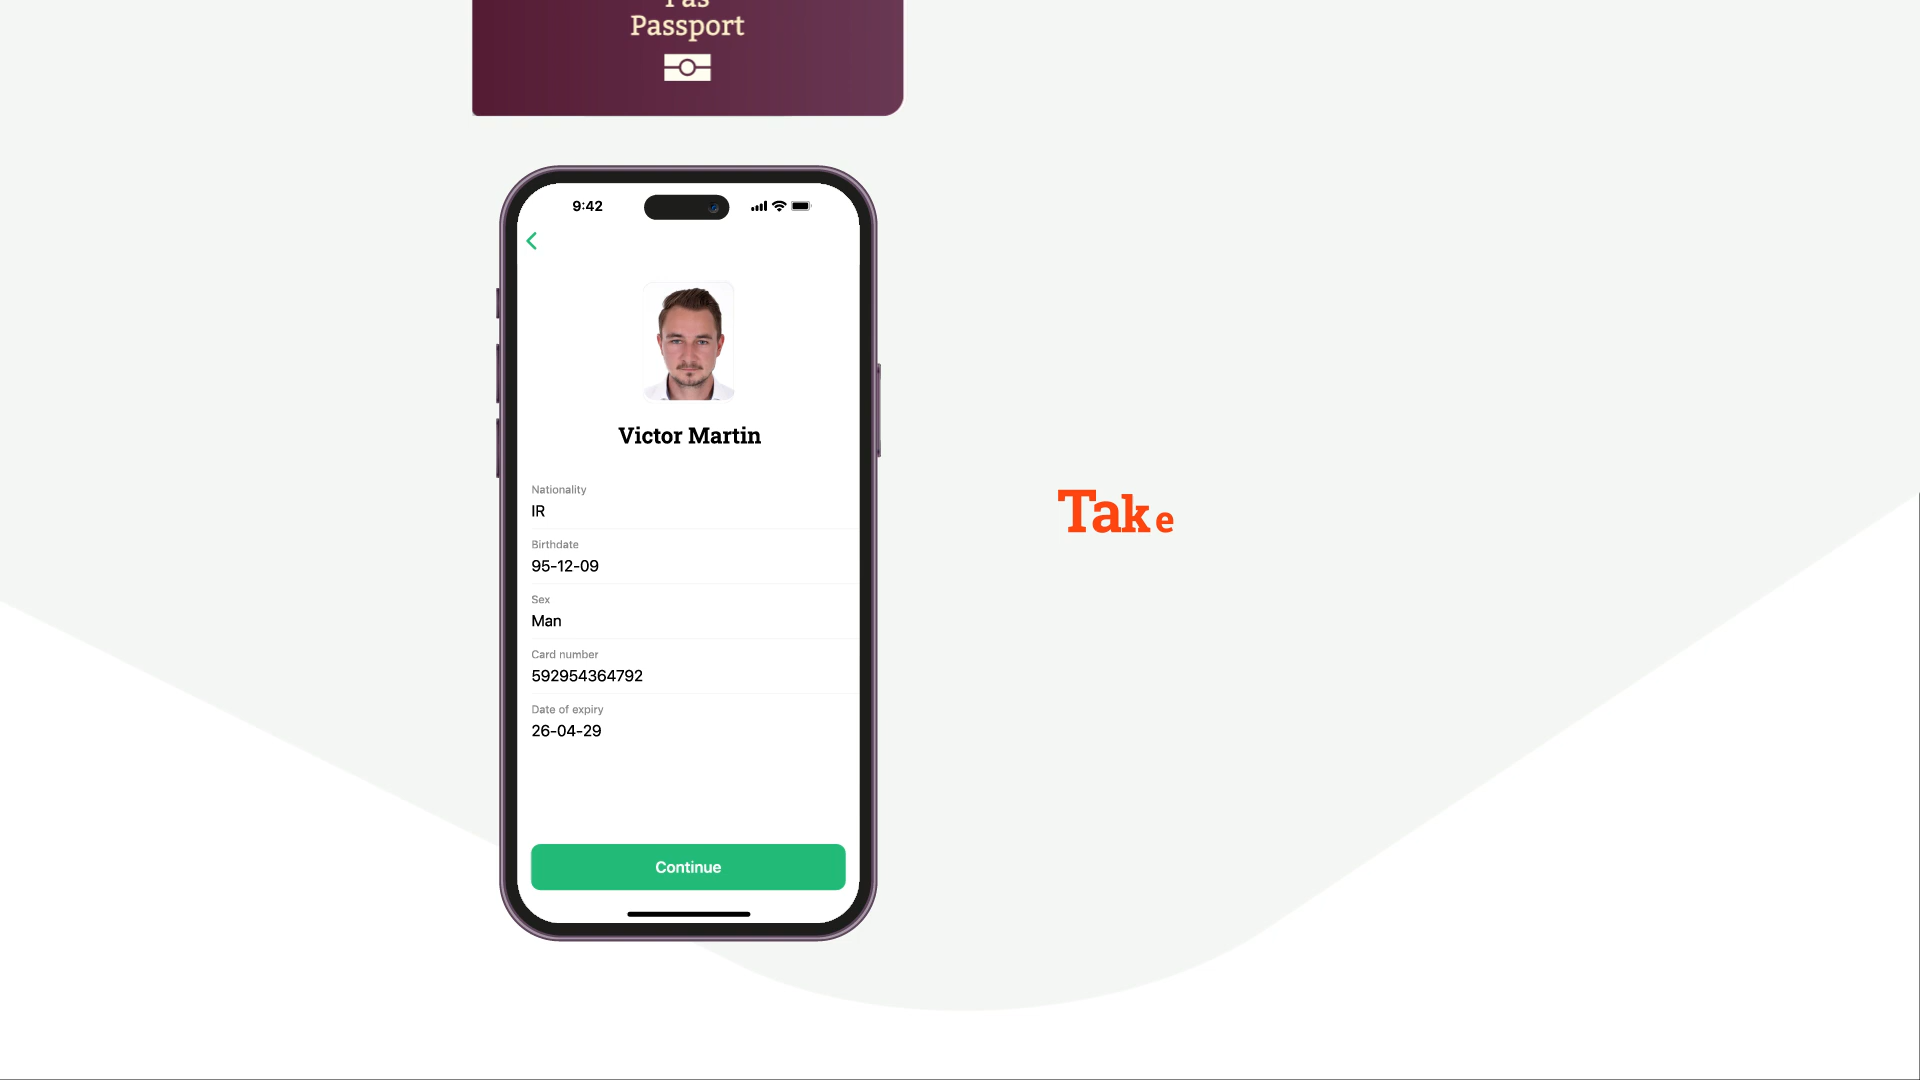 Pas
Passport
9:42
Victor Martin
Nationality
IR
Birthdate
95-12-09
Sex
Man
Card number
592954364792
Date of expiry
26-04-29
Continue
Take